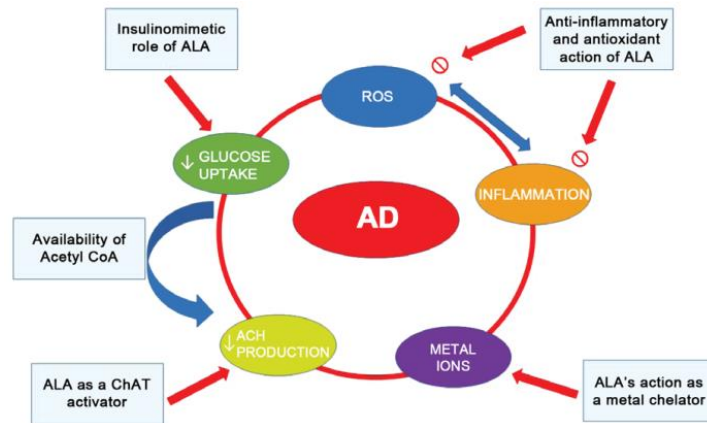 Insulinomimetic
role of ALA
Anti-inflammatory
and antioxidant
action of ALA
ROS
↓ GLUCOSE
UPTAKE
INFLAMMATION
AD
Availability of
Acetyl CoA
↓ ACH
PRODUCTION
METAL
IONS
ALA as a ChAT
activator
ALA's action as
a metal chelator